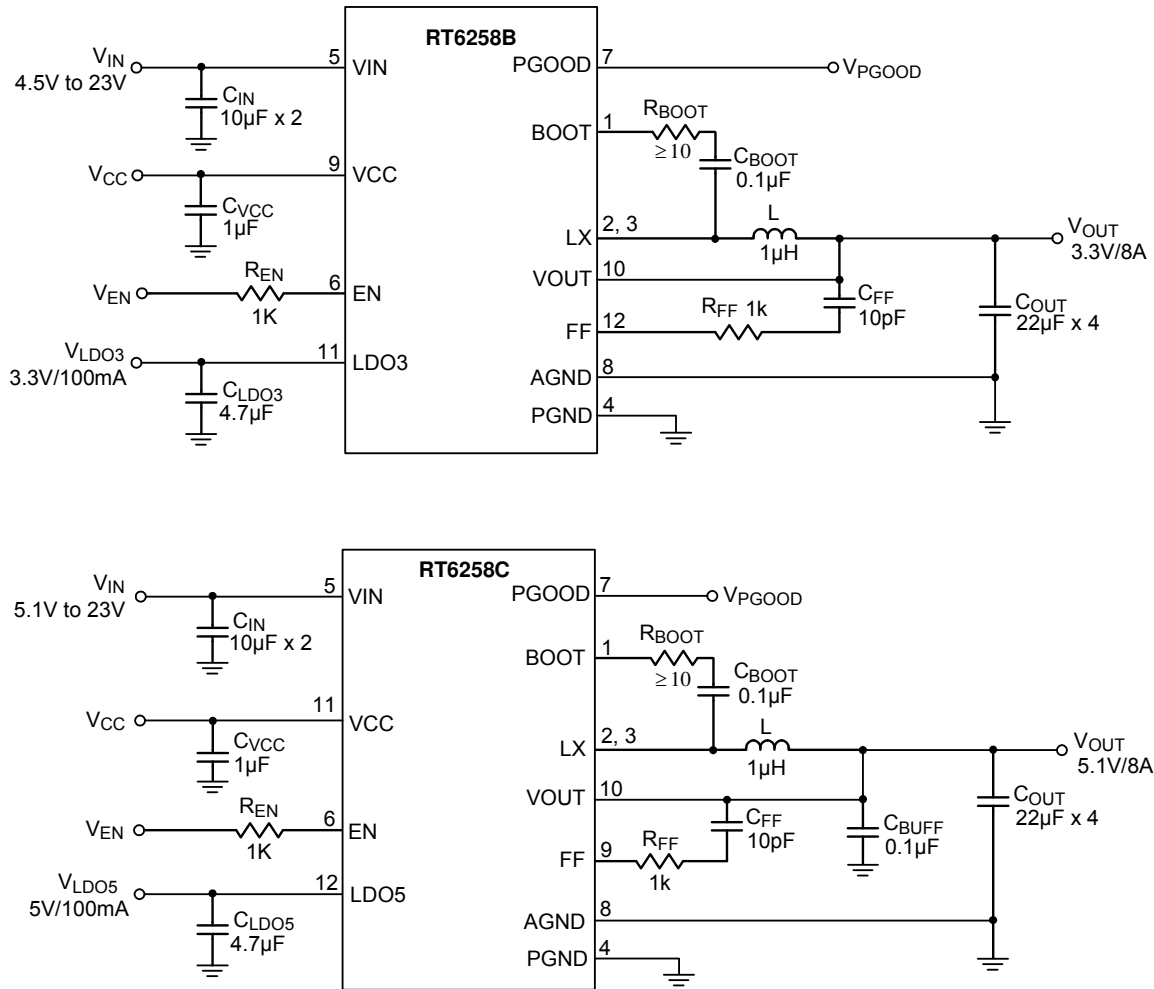 RT6258B
VIN
4.5V to 23V
5
VIN
CIN
10µF x 2
VCC
9
VCC
CVCC
1µF
VEN
REN
1K
6
EN
VLDO3
3.3V/100mA
11
LDO3
CLDO3
4.7µF
PGOOD
7
VPGOOD
BOOT
1
RBOOT
≥10
CBOOT
0.1µF
LX
2, 3
L
1µH
VOUT
3.3V/8A
VOUT
10
CFF
10pF
COUT
22µF x 4
FF
12
RFF 1k
AGND
8
PGND
4
RT6258C
VIN
5.1V to 23V
5
VIN
CIN
10µF x 2
VCC
11
VCC
CVCC
1µF
VEN
REN
1K
6
EN
VLDO5
5V/100mA
12
LDO5
CLDO5
4.7µF
PGOOD
7
VPGOOD
BOOT
1
RBOOT
≥10
CBOOT
0.1µF
LX
2, 3
L
1µH
VOUT
5.1V/8A
VOUT
10
CFF
10pF
CBUFF
0.1µF
COUT
22µF x 4
FF
9
RFF
1k
AGND
8
PGND
4